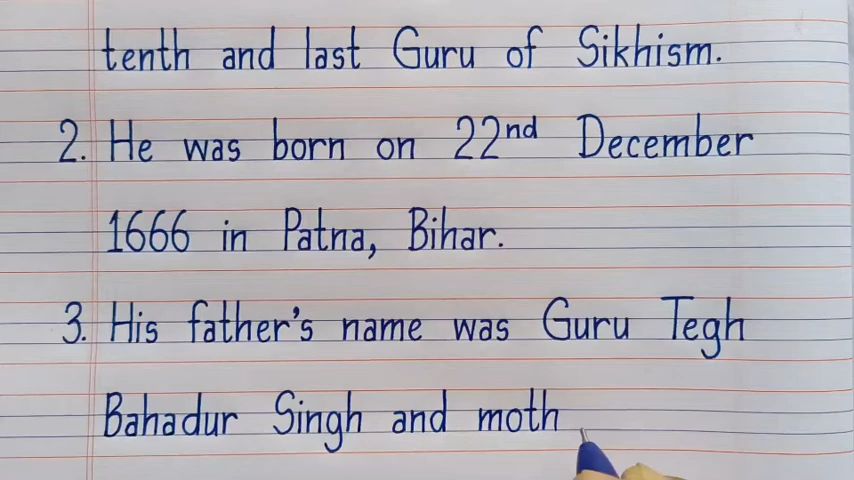 tenth and last Guru of Sikhism.
2. He was born on 22nd December
1666 in Patna, Bihar.
3. His father's name was Guru Tegh
Bahadur Singh and moth